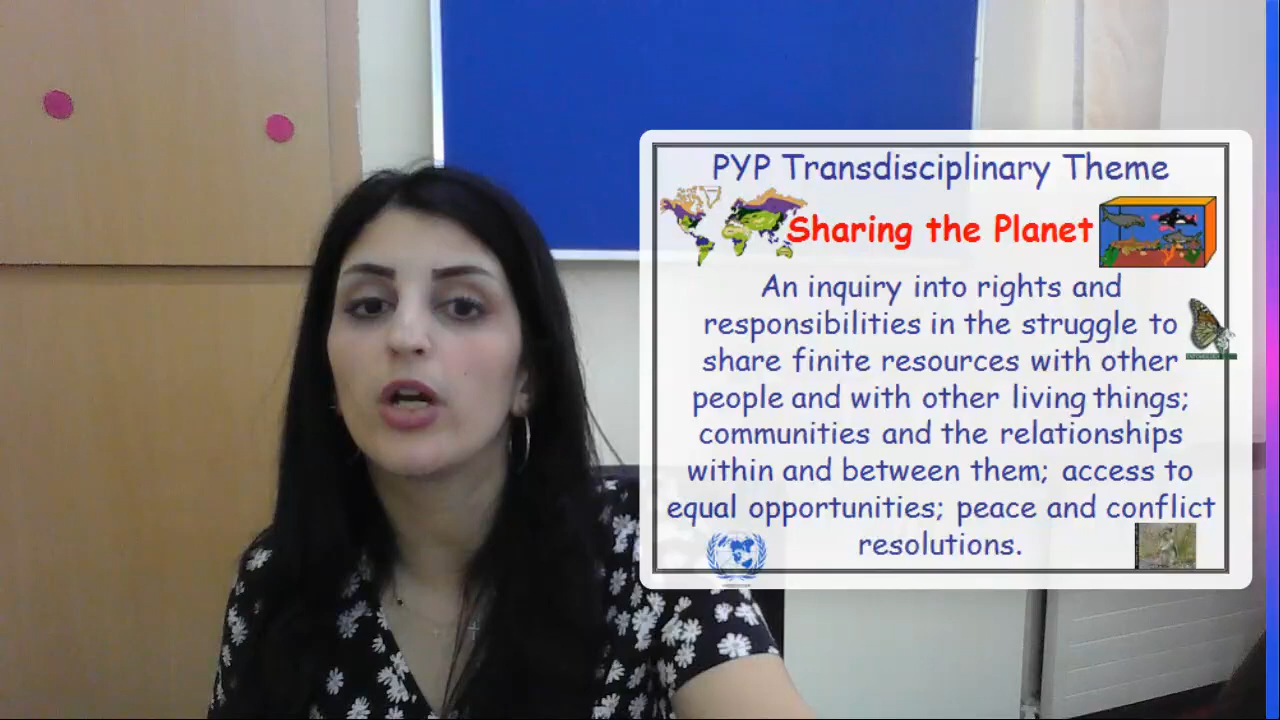 PYP Transdisciplinary Theme
Sharing the Planet
An inquiry into rights and
responsibilities in the struggle to
share finite resources with other
people and with other living things;
communities and the relationships
within and between them; access to
equal opportunities; peace and conflict
resolutions.